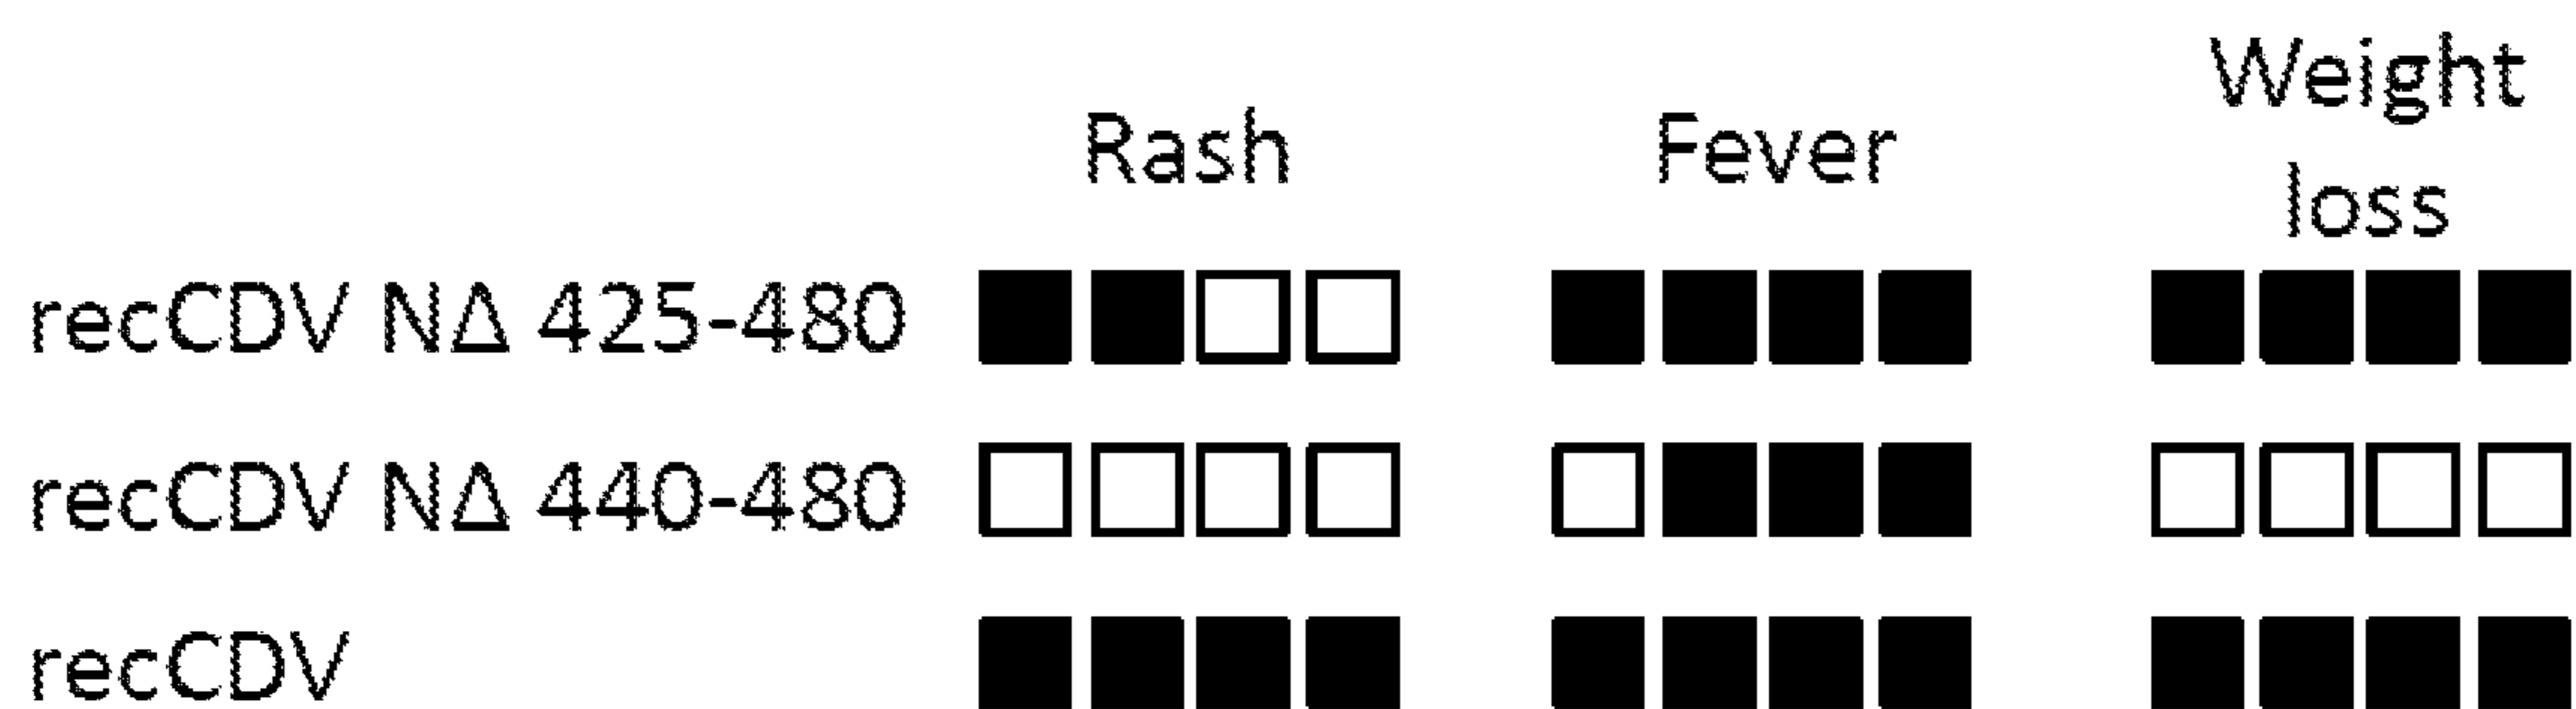 Rash Fever Weight
loss
recCDV NΔ 425-480
recCDV NΔ 440-480
recCDV